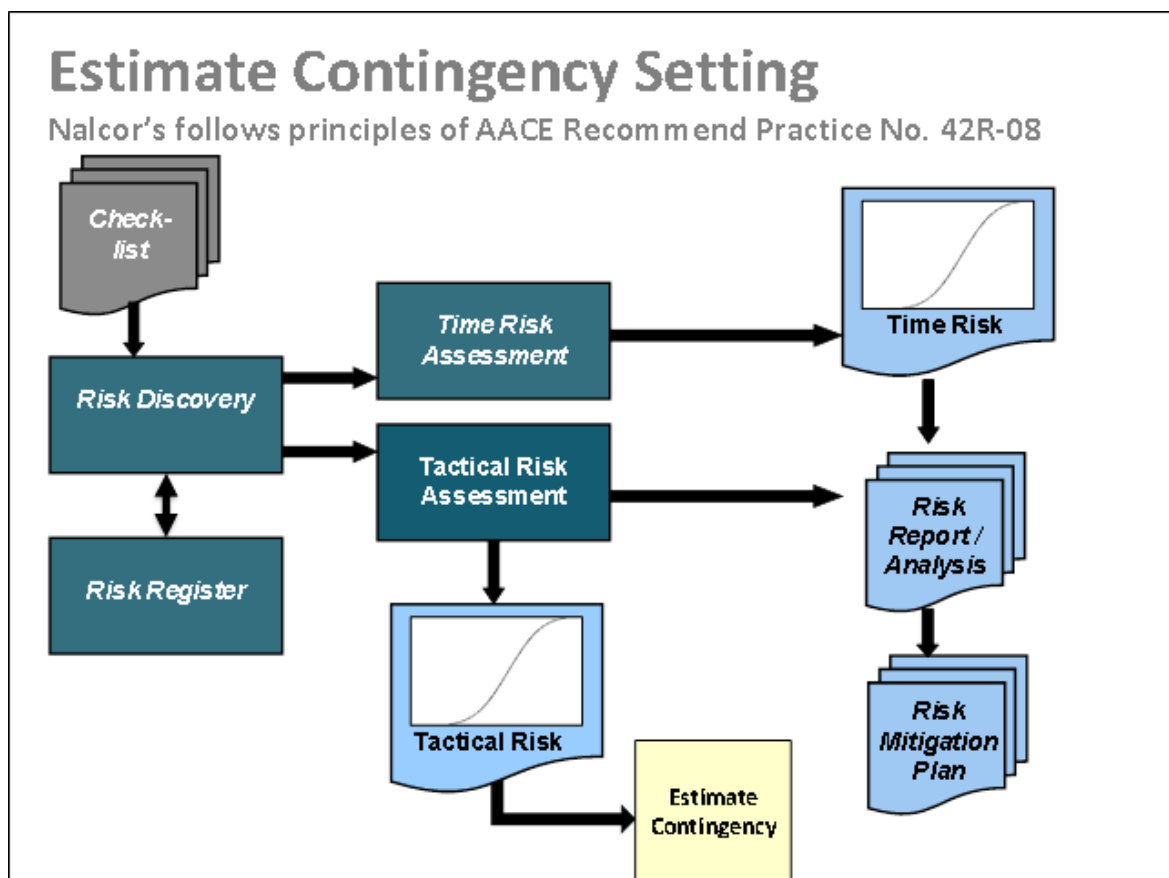 Estimate Contingency Setting
Nalcor's follows principles of AACE Recommend Practice No. 42R-08
Check-
list
Time Risk
Assessment
Time Risk
Risk Discovery
Tactical Risk
Assessment
Risk
Report /
Analysis
Risk Register
Tactical Risk
Risk
Mitigation
Plan
Estimate
Contingency